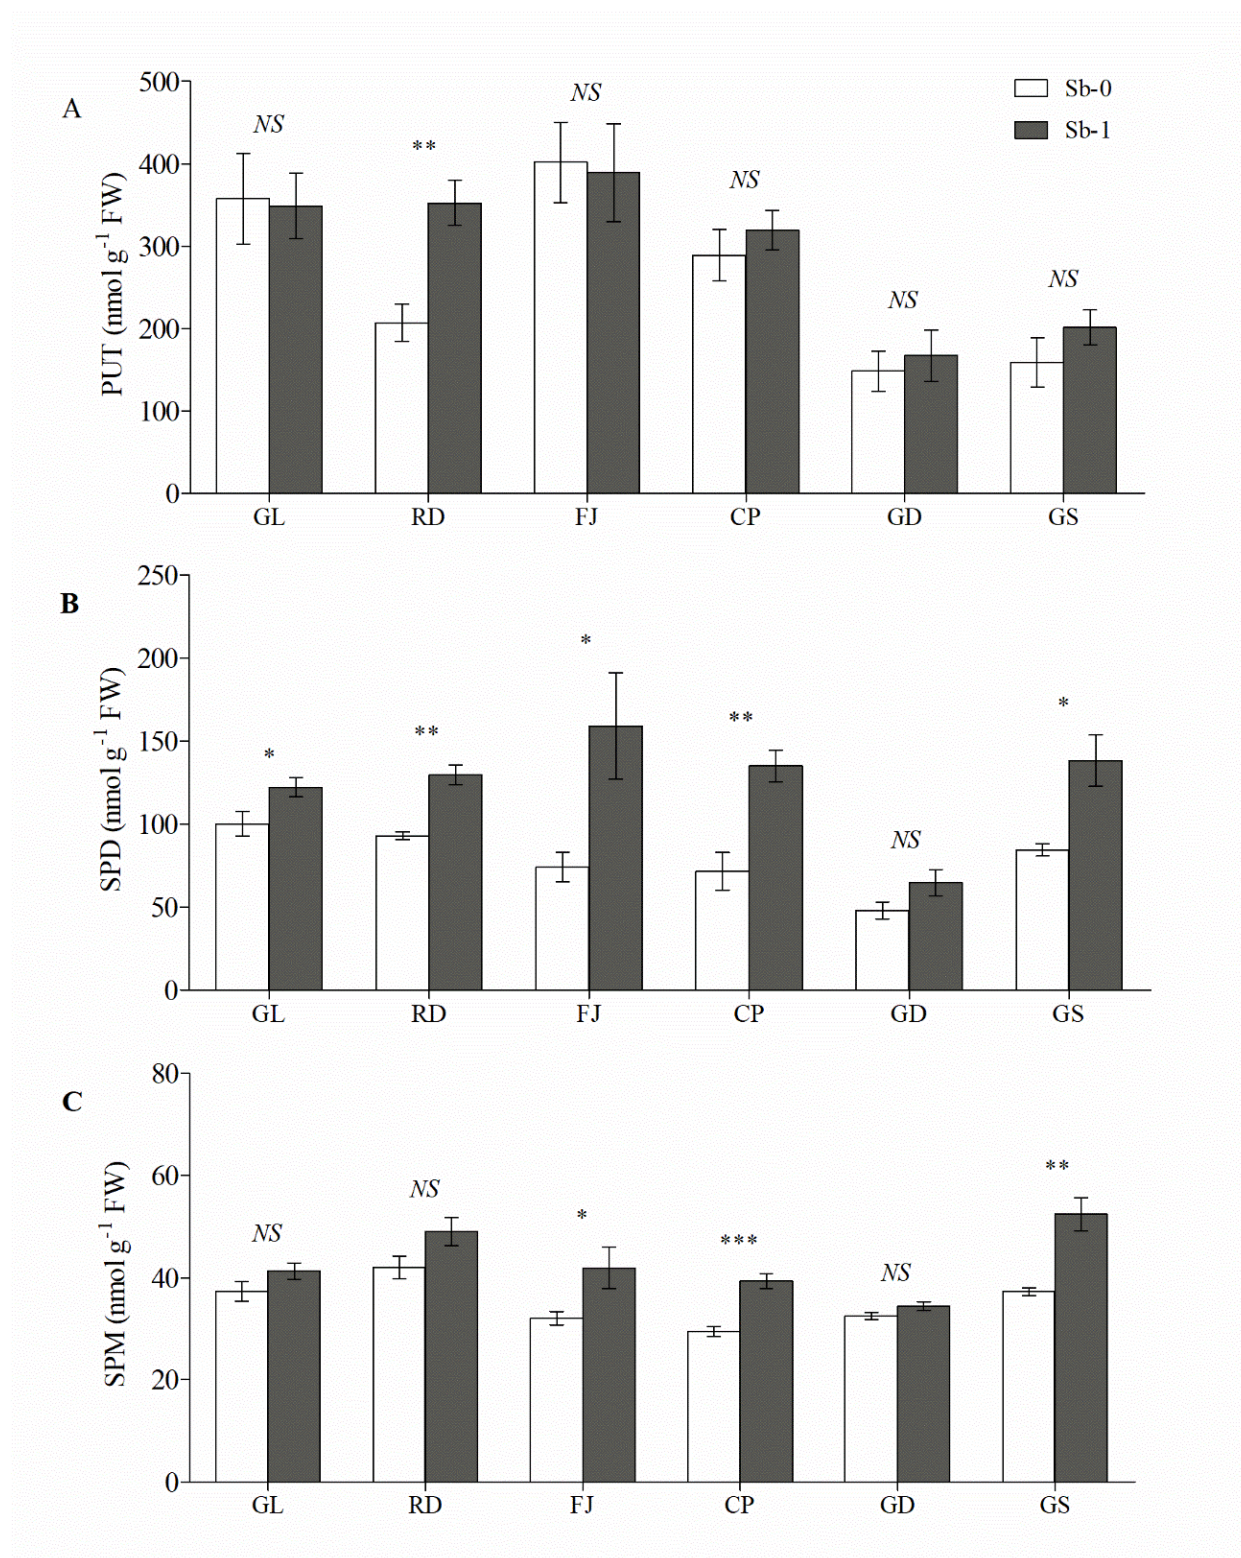 A
PUT (nmol g⁻¹ FW)
500
400
300
200
100
0
Sb-0
Sb-1
NS
**
NS
NS
NS
NS
GL RD FJ CP GD GS
B
SPD (nmol g⁻¹ FW)
250
200
150
100
50
0
*
**
*
**
NS
*
GL RD FJ CP GD GS
C
SPM (nmol g⁻¹ FW)
80
60
40
20
0
NS
NS
*
***
NS
**
GL RD FJ CP GD GS